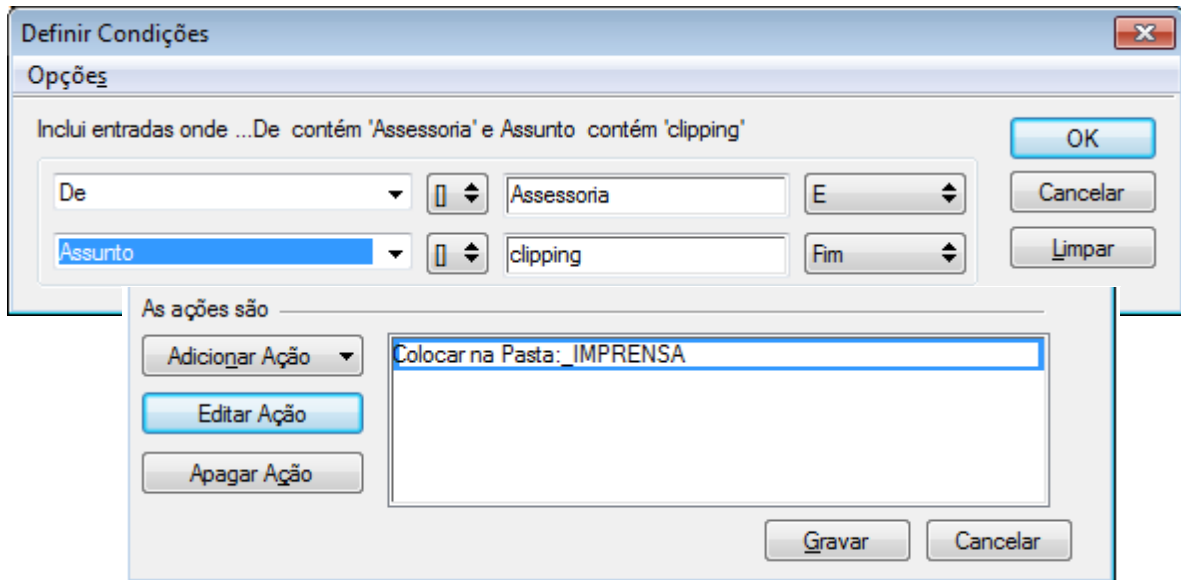 Definir Condições
Opções
Inclui entradas onde ...De contém 'Assessoria' e Assunto contém 'clipping'
OK
De [] Assessoria E Cancelar
Assunto [] clipping Fim Limpar
As ações são
Adicionar Ação Colocar na Pasta:_IMPRENSA
Editar Ação
Apagar Ação
Gravar Cancelar